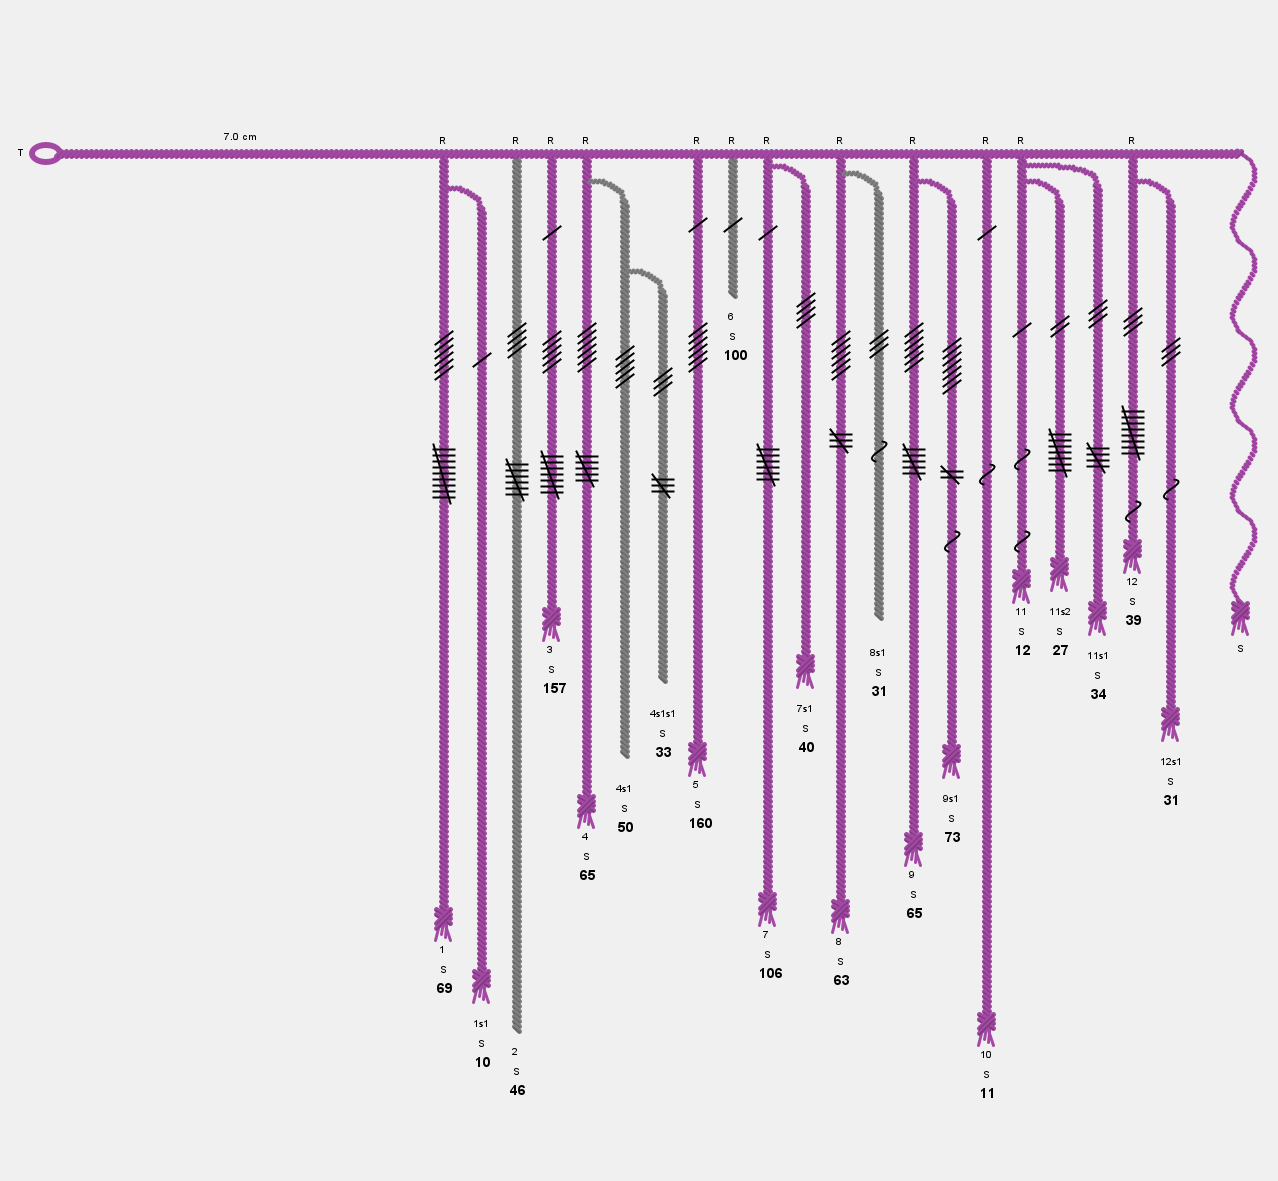 7.0 cm
T
R R R R R R R R R R R R
6
S
100
11 11s2 12
S S S
12 27 39
3 8s1 11s1 S
S S S
157 31 34
4s1s1 7s1
S S
33 40
4s1 5 9s1 12s1
S S S S
50 160 73 31
4 9
S S
65 65
1 7 8
S S S
69 106 63
1s1 2 10
S S S
10 46 11